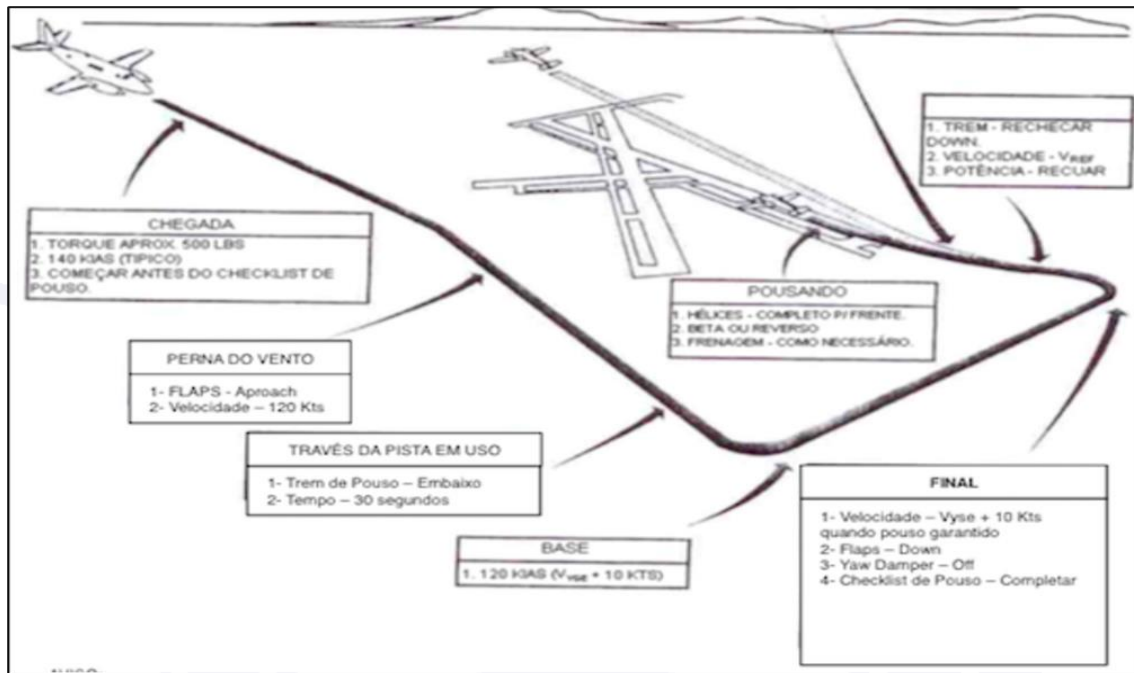 CHEGADA
1. TORQUE APROX. 500 LBS
2. 140 KIAS (TIPICO)
3. COMEÇAR ANTES DO CHECKLIST DE
POUSO.
PERNA DO VENTO
1- FLAPS - Aproach
2- Velocidade – 120 Kts
TRAVÉS DA PISTA EM USO
1- Trem de Pouso – Embaixo
2- Tempo – 30 segundos
BASE
1. 120 KIAS (VYSE + 10 KTS)
FINAL
1- Velocidade – Vyse + 10 Kts
quando pouso garantido
2- Flaps – Down
3- Yaw Damper – Off
4- Checklist de Pouso – Completar
1. TREM - RECHECAR
DOWN.
2. VELOCIDADE - VREF
3. POTÊNCIA - RECUAR
POUSANDO
1. HÉLICES - COMPLETO P/ FRENTE.
2. BETA OU REVERSO
3. FRENAGEM - COMO NECESSÁRIO.